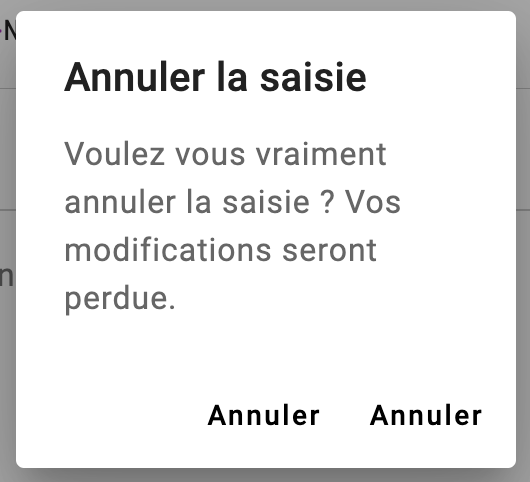 Annuler la saisie
Voulez vous vraiment
annuler la saisie ? Vos
modifications seront
perdue.
Annuler Annuler